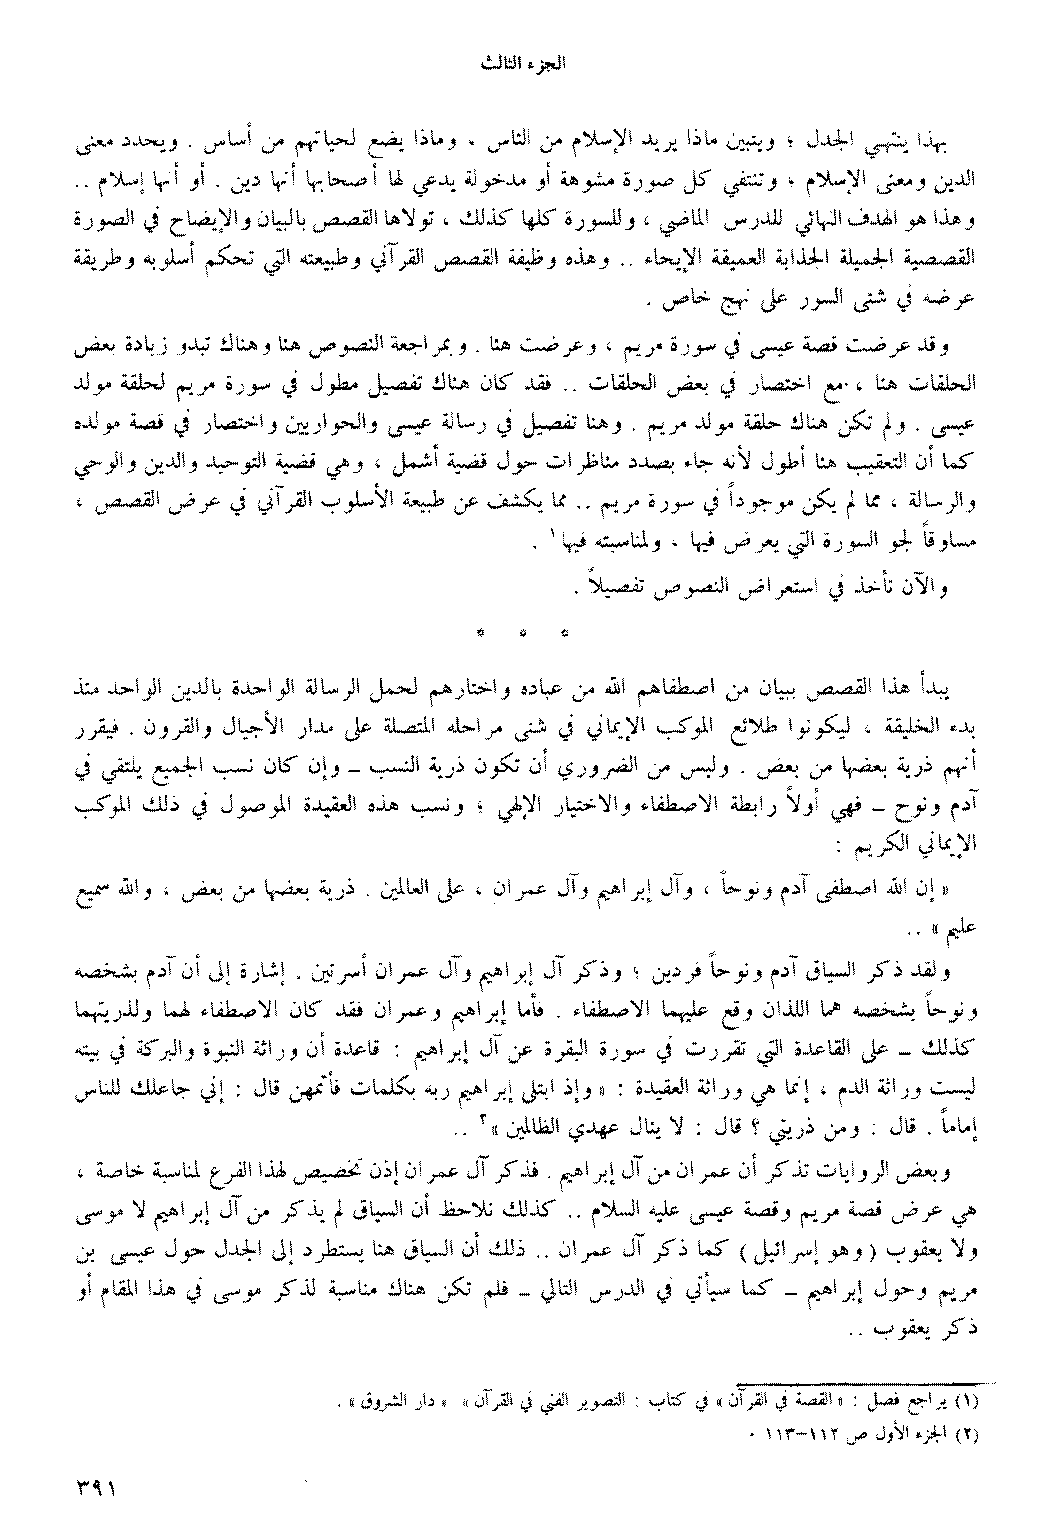 الجزء الثالث
بهذا ينتهي الجدل ؛ ويتبين ماذا يريد الإسلام من الناس ، وماذا يضع لحياتهم من أساس . ويحدد معنى
الدين ومعنى الإسلام ؛ وتنتفي كل صورة مشوهة أو مدخولة يدعي لها أصحابها أنها دين . أو أنها إسلام ..
وهذا هو الهدف النهائي للدرس الماضي ، وللسورة كلها كذلك ، تولاها القصص بالبيان والإيضاح في الصورة
القصصية الجميلة الجذابة العميقة الإيحاء .. وهذه وظيفة القصص القرآني وطبيعته التي تحكم أسلوبه وطريقة
عرضه في شتى السور على نهج خاص .
وقد عرضت قصة عيسى في سورة مريم ، وعرضت هنا . وبمراجعة النصوص هنا وهناك تبدو زيادة بعض
الحلقات هنا ، مع اختصار في بعض الحلقات .. فقد كان هناك تفصيل مطول في سورة مريم لحلقة مولد
عيسى . ولم تكن هناك حلقة مولد مريم . وهنا تفصيل في رسالة عيسى والحواريين واختصار في قصة مولده
كما أن التعقيب هنا أطول لأنه جاء بصدد مناظرات حول قضية أشمل ، وهي قضية التوحيد والدين والوحي
والرسالة ، مما لم يكن موجوداً في سورة مريم .. مما يكشف عن طبيعة الأسلوب القرآني في عرض القصص ،
مساوقاً لجو السورة التي يعرض فيها ، ولمناسبته فيها١ .
والآن نأخذ في استعراض النصوص تفصيلاً .
* * *
يبدأ هذا القصص ببيان من اصطفاهم الله من عباده واختارهم لحمل الرسالة الواحدة بالدين الواحد منذ
بدء الخليقة ، ليكونوا طلائع الموكب الإيماني في شتى مراحله المتصلة على مدار الأجيال والقرون . فيقرر
أنهم ذرية بعضها من بعض . وليس من الضروري أن تكون ذرية النسب – وإن كان نسب الجميع يلتقي في
آدم ونوح – فهي أولاً رابطة الاصطفاء والاختيار الإلهي ؛ ونسب هذه العقيدة الموصول في ذلك الموكب
الإيماني الكريم :
« إن الله اصطفى آدم ونوحاً ، وآل إبراهيم وآل عمران ، على العالمين . ذرية بعضها من بعض ، والله سميع
عليم » ..
ولقد ذكر السياق آدم ونوحاً فردين ؛ وذكر آل إبراهيم وآل عمران أسرتين . إشارة إلى أن آدم بشخصه
ونوحاً بشخصه هما اللذان وقع عليهما الاصطفاء . فأما إبراهيم وعمران فقد كان الاصطفاء لهما ولذريتهما
كذلك – على القاعدة التي تقررت في سورة البقرة عن آل إبراهيم : قاعدة أن وراثة النبوة والبركة في بيته
ليست وراثة الدم ، إنما هي وراثة العقيدة : « وإذ ابتلى إبراهيم ربه بكلمات فأتمهن قال : إني جاعلك للناس
إماماً . قال : ومن ذريتي ؟ قال : لا ينال عهدي الظالمين »٢ ..
وبعض الروايات تذكر أن عمران من آل إبراهيم . فذكر آل عمران إذن تخصيص لهذا الفرع لمناسبة خاصة ،
هي عرض قصة مريم وقصة عيسى عليه السلام .. كذلك نلاحظ أن السياق لم يذكر من آل إبراهيم لا موسى
ولا يعقوب ( وهو إسرائيل ) كما ذكر آل عمران .. ذلك أن السياق هنا يستطرد إلى الجدل حول عيسى بن
مريم وحول إبراهيم – كما سيأتي في الدرس التالي – فلم تكن هناك مناسبة لذكر موسى في هذا المقام أو
ذكر يعقوب ..
(١) يراجع فصل : « القصة في القرآن » في كتاب : التصوير الفني في القرآن » « دار الشروق » .
(٢) الجزء الأول ص ١١٢–١١٣ .
٣٩١